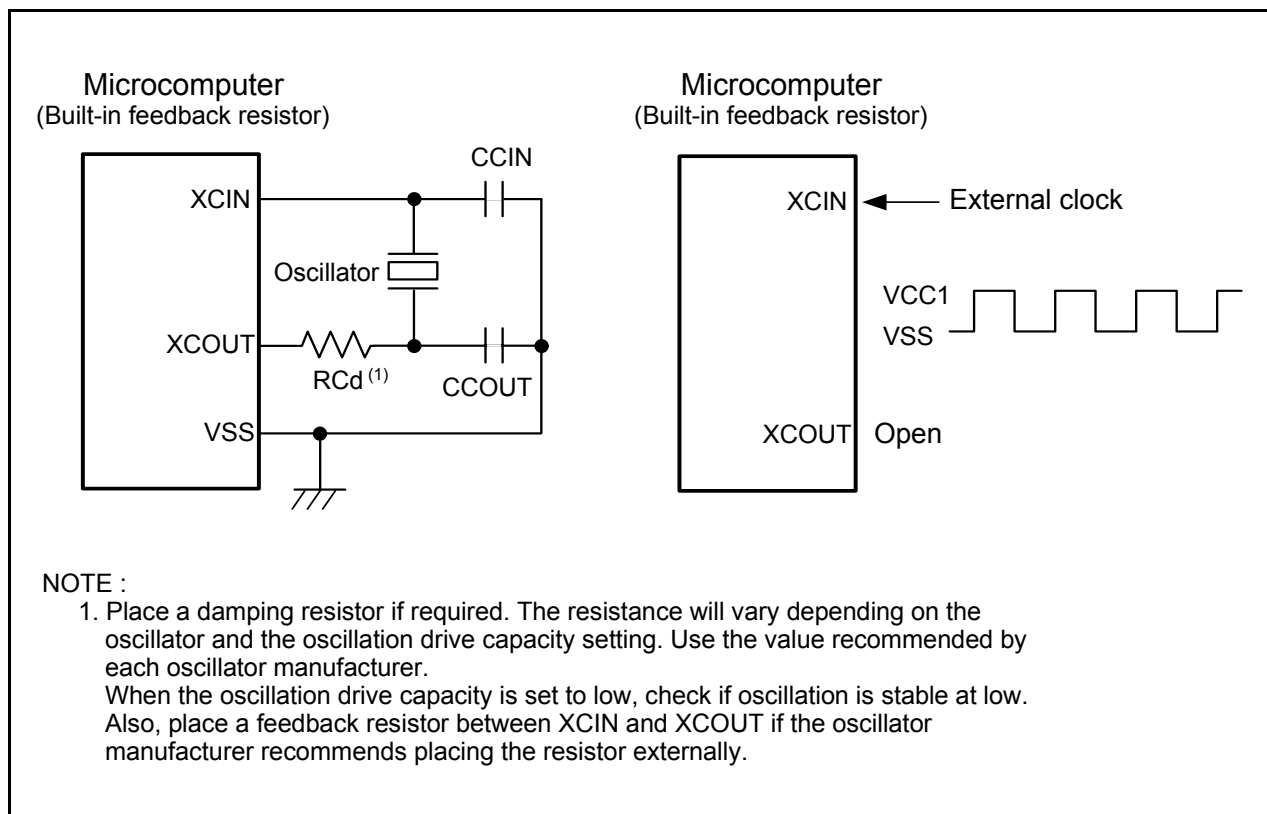 Microcomputer
(Built-in feedback resistor)
CCIN
XCIN
Oscillator
XCOUT
RCd (1)
CCOUT
VSS
Microcomputer
(Built-in feedback resistor)
XCIN
External clock
VCC1
VSS
XCOUT
Open
NOTE :
1. Place a damping resistor if required. The resistance will vary depending on the
oscillator and the oscillation drive capacity setting. Use the value recommended by
each oscillator manufacturer.
When the oscillation drive capacity is set to low, check if oscillation is stable at low.
Also, place a feedback resistor between XCIN and XCOUT if the oscillator
manufacturer recommends placing the resistor externally.